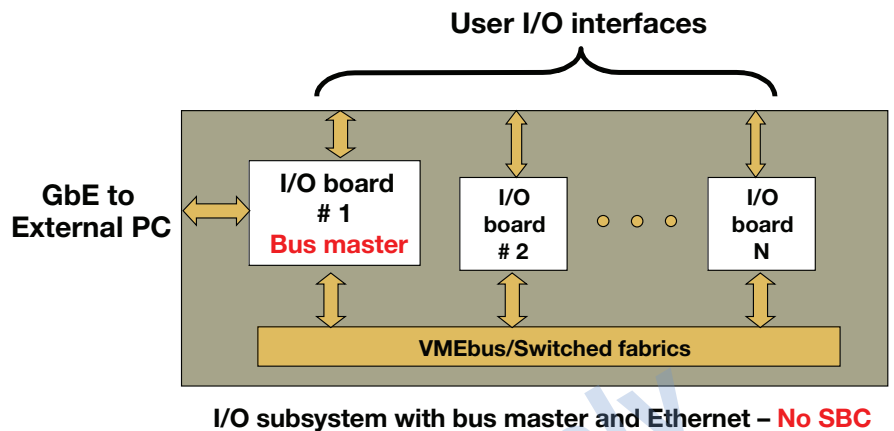 User I/O interfaces
GbE to
External PC
I/O board
# 1
Bus master
I/O
board
# 2
I/O
board
N
VMEbus/Switched fabrics
I/O subsystem with bus master and Ethernet – No SBC